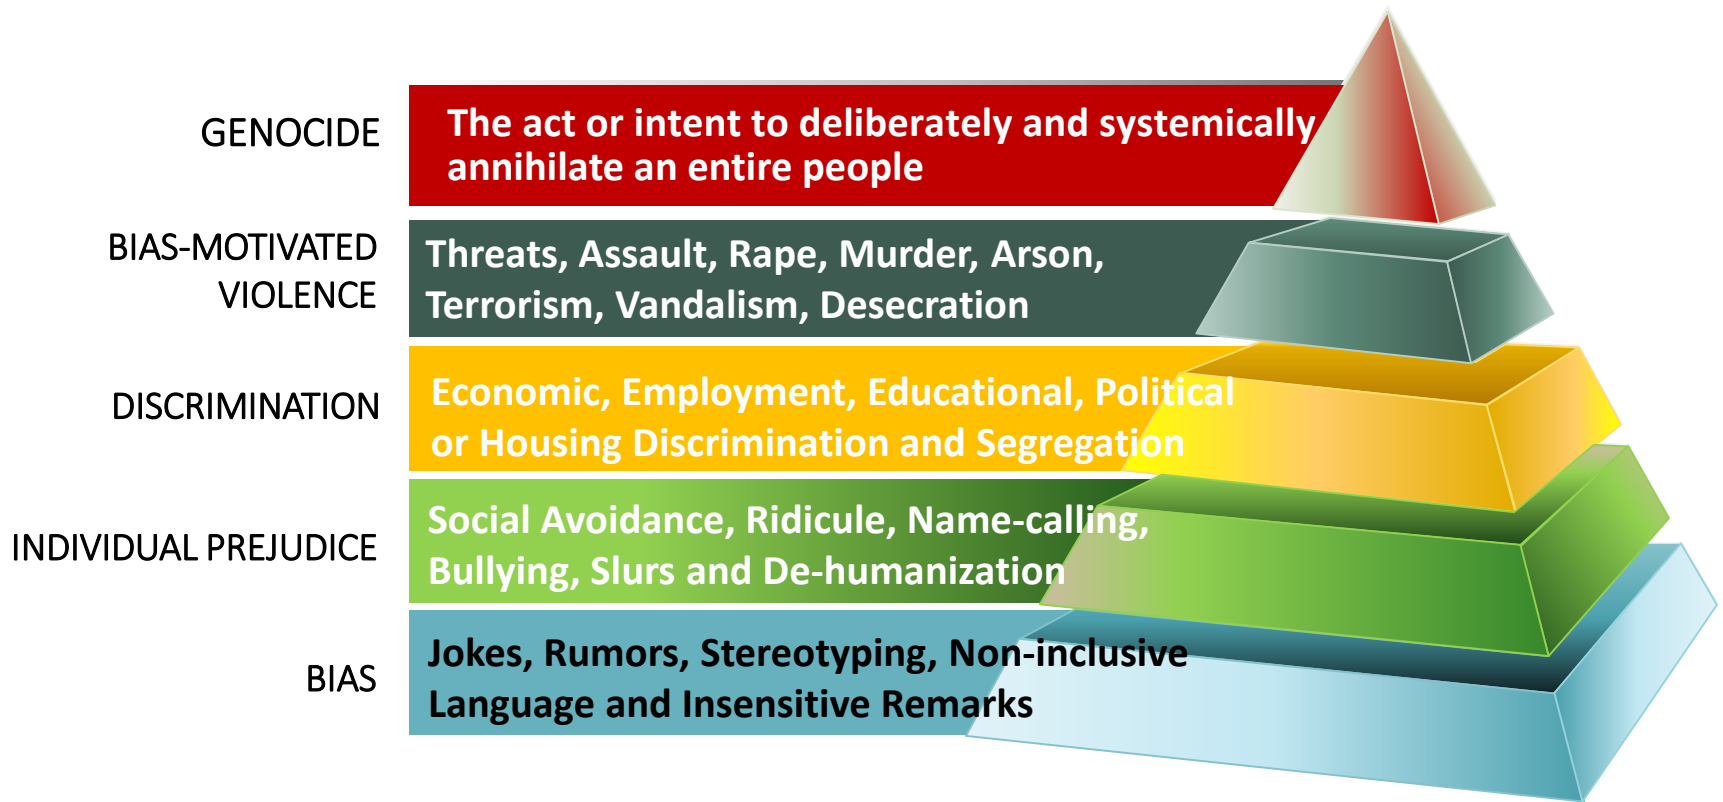 GENOCIDE
The act or intent to deliberately and systemically
annihilate an entire people
BIAS-MOTIVATED
VIOLENCE
Threats, Assault, Rape, Murder, Arson,
Terrorism, Vandalism, Desecration
DISCRIMINATION
Economic, Employment, Educational, Political
or Housing Discrimination and Segregation
INDIVIDUAL PREJUDICE
Social Avoidance, Ridicule, Name-calling,
Bullying, Slurs and De-humanization
BIAS
Jokes, Rumors, Stereotyping, Non-inclusive
Language and Insensitive Remarks